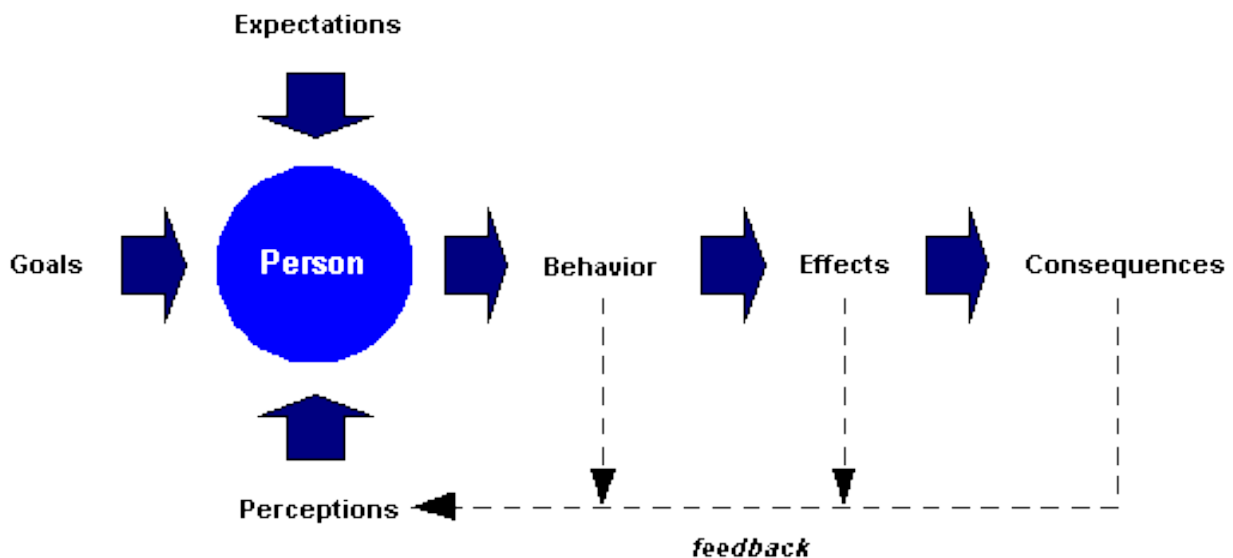 Expectations
Goals
Person
Behavior
Effects
Consequences
Perceptions
feedback